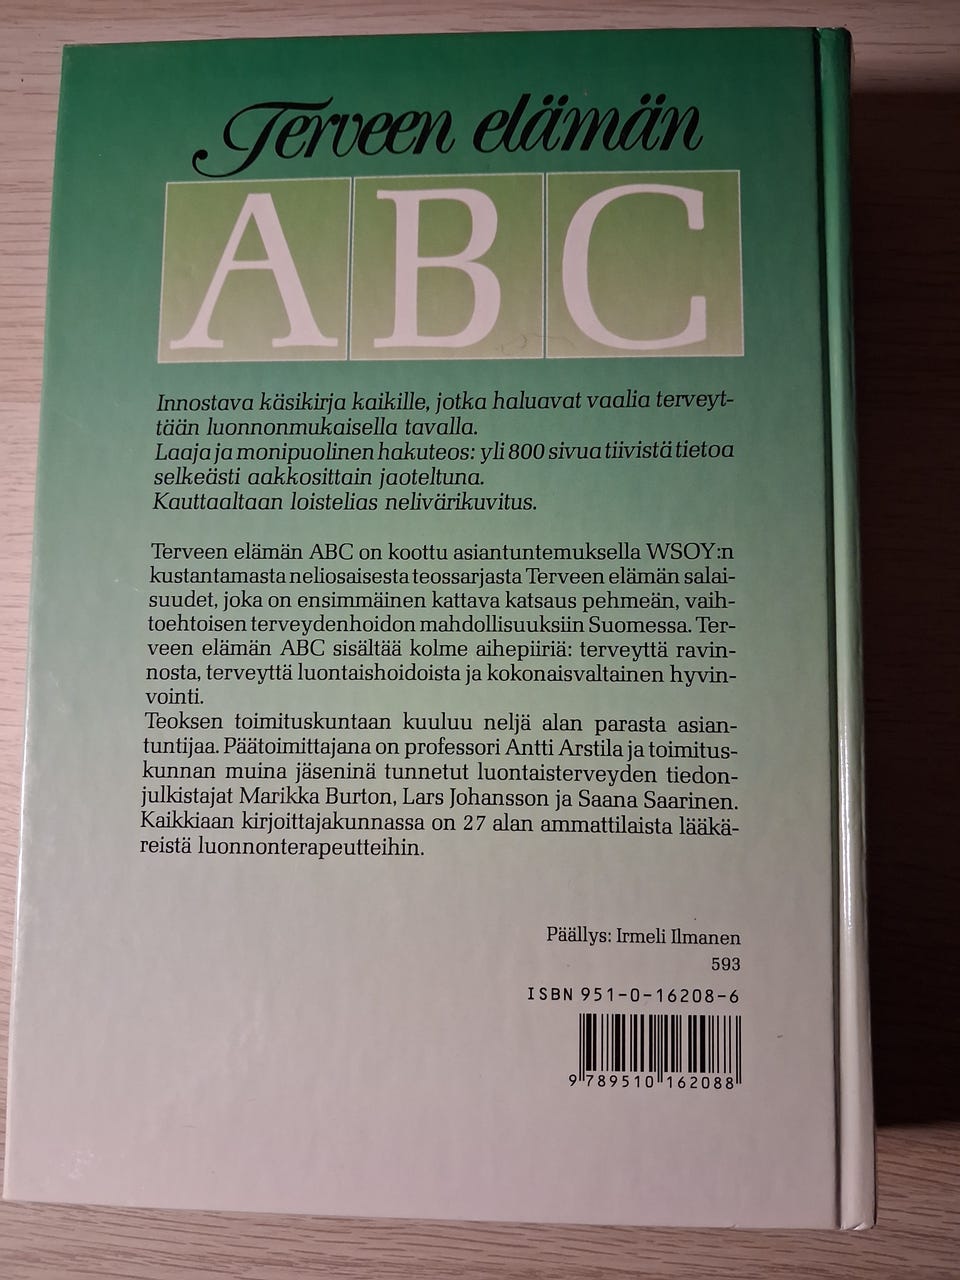 Terveen elämän
ABC
Innostava käsikirja kaikille, jotka haluavat vaalia terveyt-
tään luonnonmukaisella tavalla.
Laaja ja monipuolinen hakuteos: yli 800 sivua tiivistä tietoa
selkeästi aakkosittain jaoteltuna.
Kauttaaltaan loistelias nelivärikuvitus.
Terveen elämän ABC on koottu asiantuntemuksella WSOY:n
kustantamasta neliosaisesta teossarjasta Terveen elämän salai-
suudet, joka on ensimmäinen kattava katsaus pehmeän, vaih-
toehtoisen terveydenhoidon mahdollisuuksiin Suomessa. Ter-
veen elämän ABC sisältää kolme aihepiiriä: terveyttä ravin-
nosta, terveyttä luontaishoidoista ja kokonaisvaltainen hyvin-
vointi.
Teoksen toimituskuntaan kuuluu neljä alan parasta asian-
tuntijaa. Päätoimittajana on professori Antti Arstila ja toimitus-
kunnan muina jäseninä tunnetut luontaisterveyden tiedon-
julkistajat Marikka Burton, Lars Johansson ja Saana Saarinen.
Kaikkiaan kirjoittajakunnassa on 27 alan ammattilaista lääkä-
reistä luonnonterapeutteihin.
Päällys: Irmeli Ilmanen
593
ISBN 951-0-16208-6
9 789510 162088